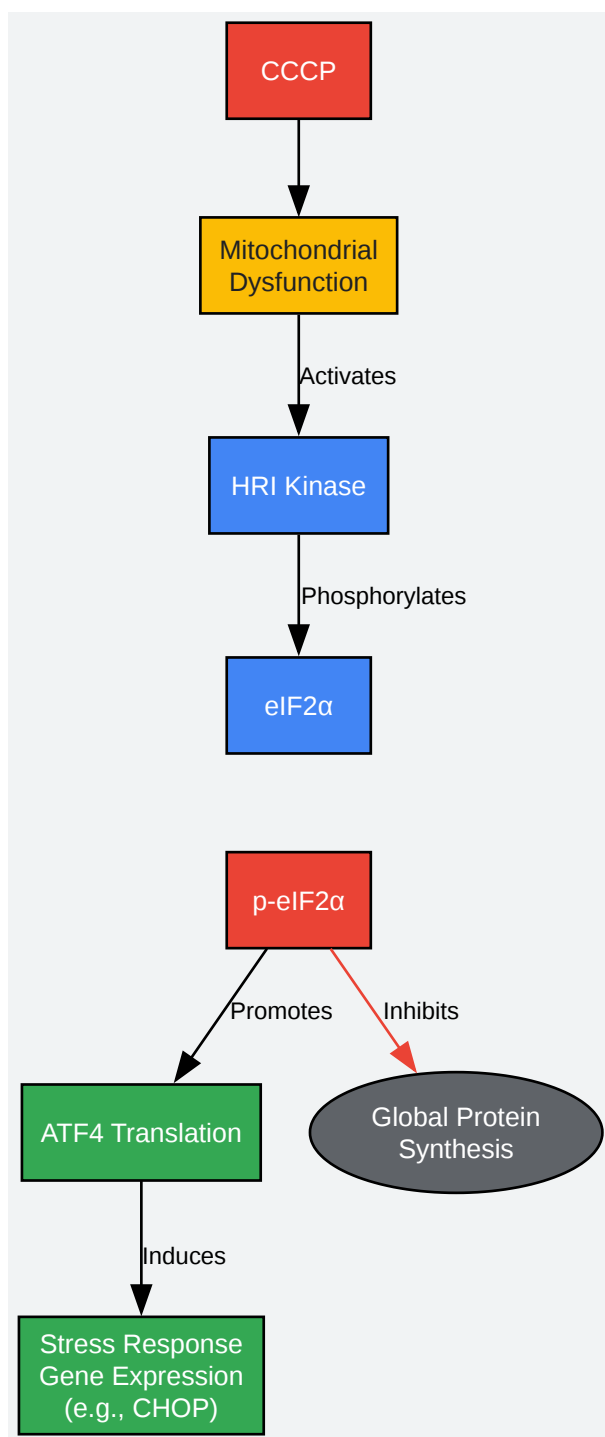 CCCP
Mitochondrial
Dysfunction
Activates
HRI Kinase
Phosphorylates
eIF2α
p-eIF2α
Promotes
Inhibits
ATF4 Translation
Global Protein
Synthesis
Induces
Stress Response
Gene Expression
(e.g., CHOP)